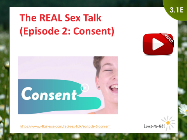 3.1E
The REAL Sex Talk
(Episode 2: Consent)
Consent